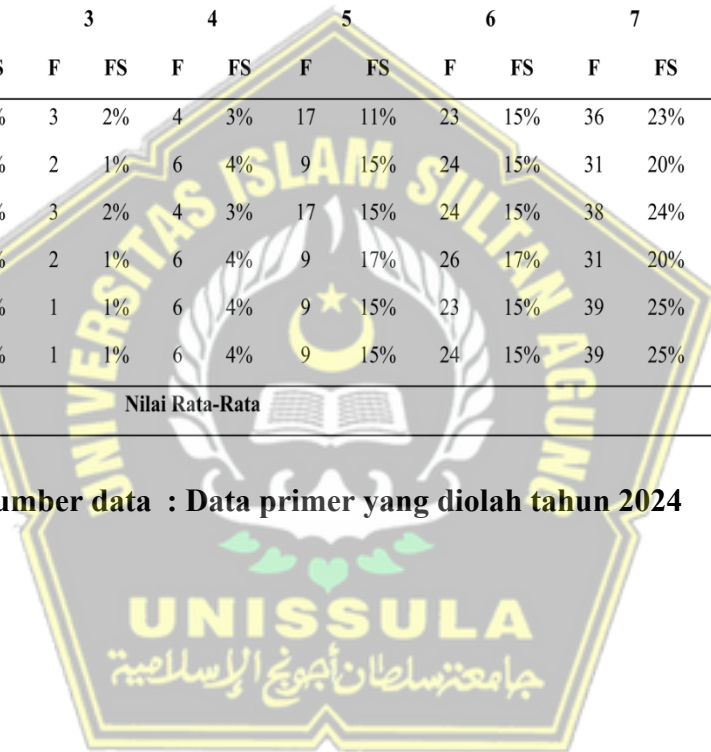 3 4 5 6 7
S F FS F FS F FS F FS F FS
% 3 2% 4 3% 17 11% 23 15% 36 23%
% 2 1% 6 4% 9 15% 24 15% 31 20%
% 3 2% 4 3% 17 15% 24 15% 38 24%
% 2 1% 6 4% 9 17% 26 17% 31 20%
% 1 1% 6 4% 9 15% 23 15% 39 25%
% 1 1% 6 4% 9 15% 24 15% 39 25%
Nilai Rata-Rata
umber data : Data primer yang diolah tahun 2024
UNIVERSITAS ISLAM SULTAN AGUNG
UNISSULA
جامعة سلطان أجونج الإسلامية